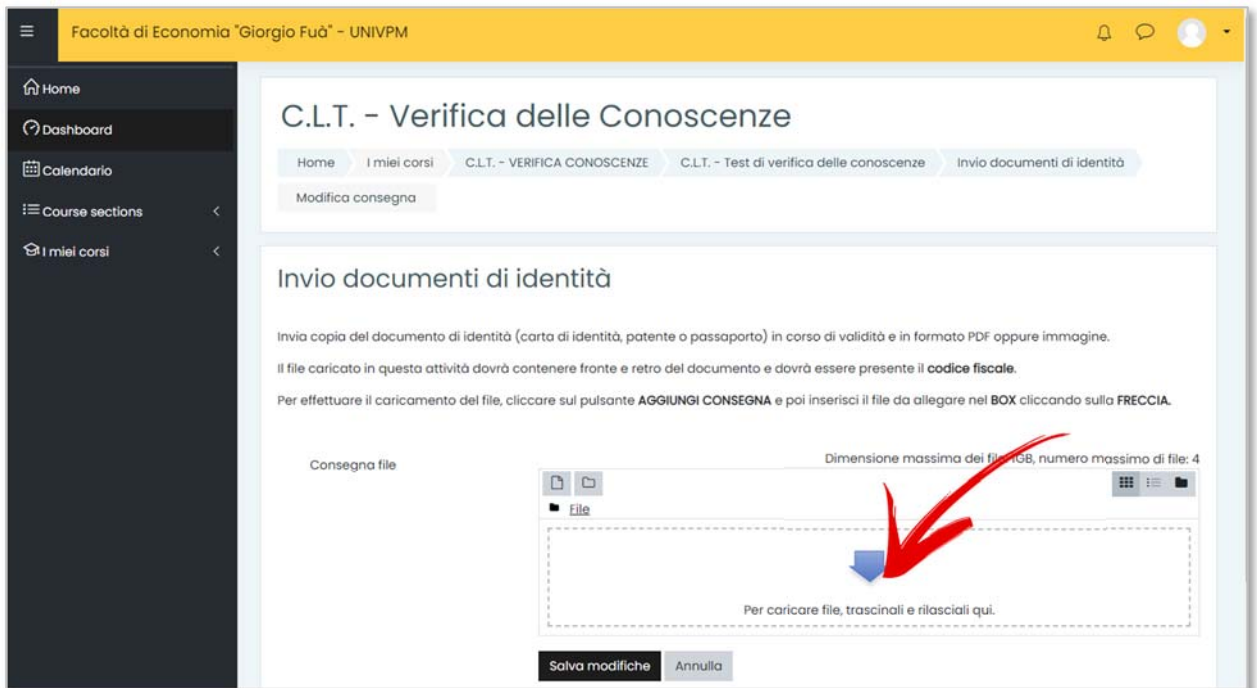 Facoltà di Economia "Giorgio Fuà" - UNIVPM
Home
Dashboard
Calendario
Course sections
I miei corsi
C.L.T. - Verifica delle Conoscenze
Home I miei corsi C.L.T. - VERIFICA CONOSCENZE C.L.T. - Test di verifica delle conoscenze Invio documenti di identità
Modifica consegna
Invio documenti di identità
Invia copia del documento di identità (carta di identità, patente o passaporto) in corso di validità e in formato PDF oppure immagine.
Il file caricato in questa attività dovrà contenere fronte e retro del documento e dovrà essere presente il codice fiscale.
Per effettuare il caricamento del file, cliccare sul pulsante AGGIUNGI CONSEGNA e poi inserisci il file da allegare nel BOX cliccando sulla FRECCIA.
Consegna file
Dimensione massima dei file: 1GB, numero massimo di file: 4
File
Per caricare file, trascinali e rilasciali qui.
Salva modifiche Annulla